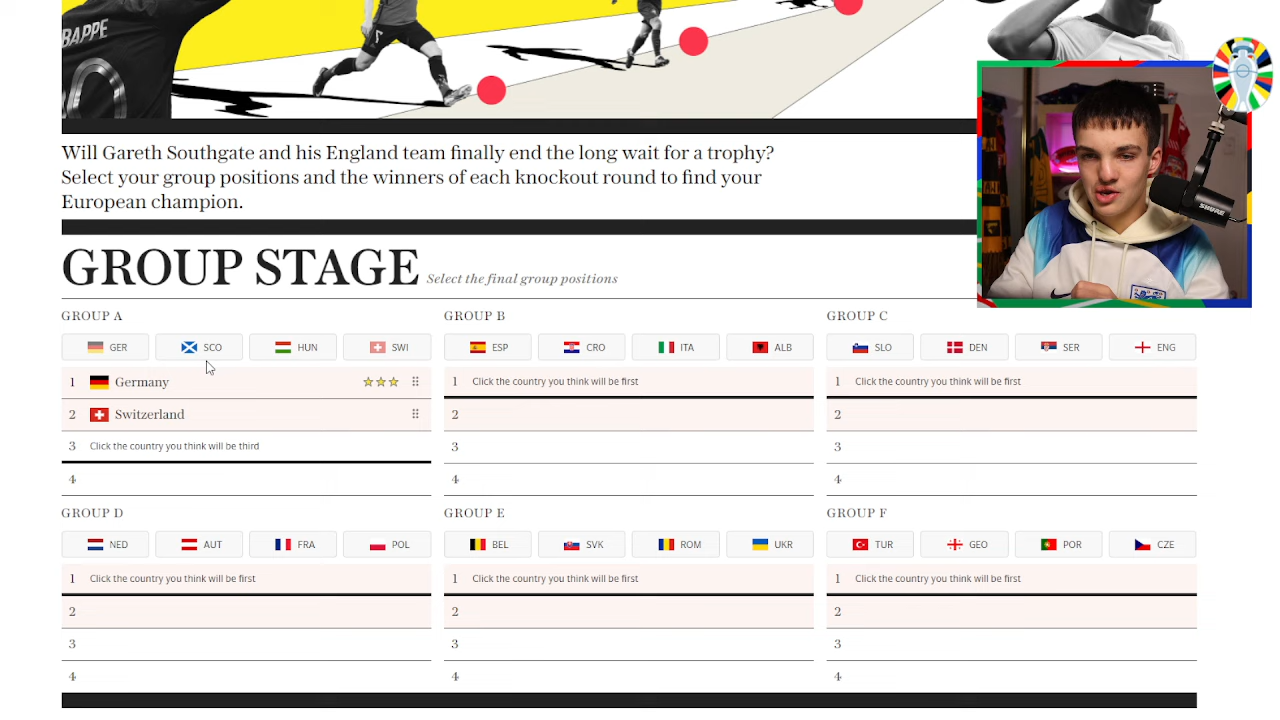 BAPPE
Will Gareth Southgate and his England team finally end the long wait for a trophy?
Select your group positions and the winners of each knockout round to find your
European champion.
GROUP STAGE Select the final group positions
GROUP A
GER SCO HUN SWI
1 Germany
2 Switzerland
3 Click the country you think will be third
4
GROUP B
ESP CRO ITA ALB
1 Click the country you think will be first
2
3
4
GROUP C
SLO DEN SER ENG
1 Click the country you think will be first
2
3
4
GROUP D
NED AUT FRA POL
1 Click the country you think will be first
2
3
4
GROUP E
BEL SVK ROM UKR
1 Click the country you think will be first
2
3
4
GROUP F
TUR GEO POR CZE
1 Click the country you think will be first
2
3
4
SHURE